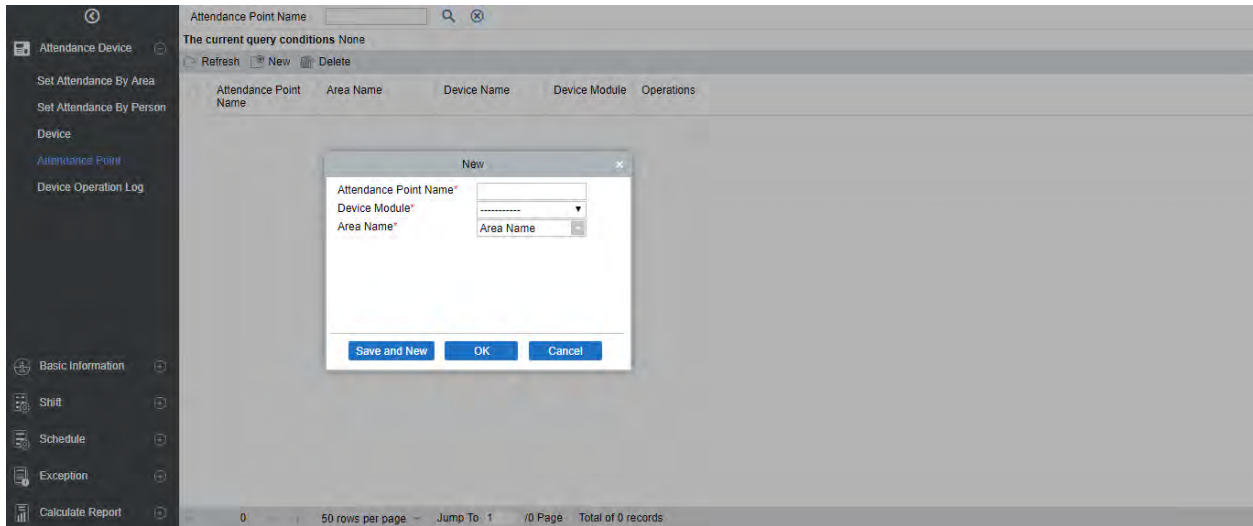 Attendance Device
Set Attendance By Area
Set Attendance By Person
Device
Attendance Point
Device Operation Log
Basic Information
Shift
Schedule
Exception
Calculate Report
Attendance Point Name
The current query conditions None
Refresh New Delete
Attendance Point Name Area Name Device Name Device Module Operations
New
Attendance Point Name*
Device Module* -----------
Area Name* Area Name
Save and New OK Cancel
0 50 rows per page Jump To 1 /0 Page Total of 0 records